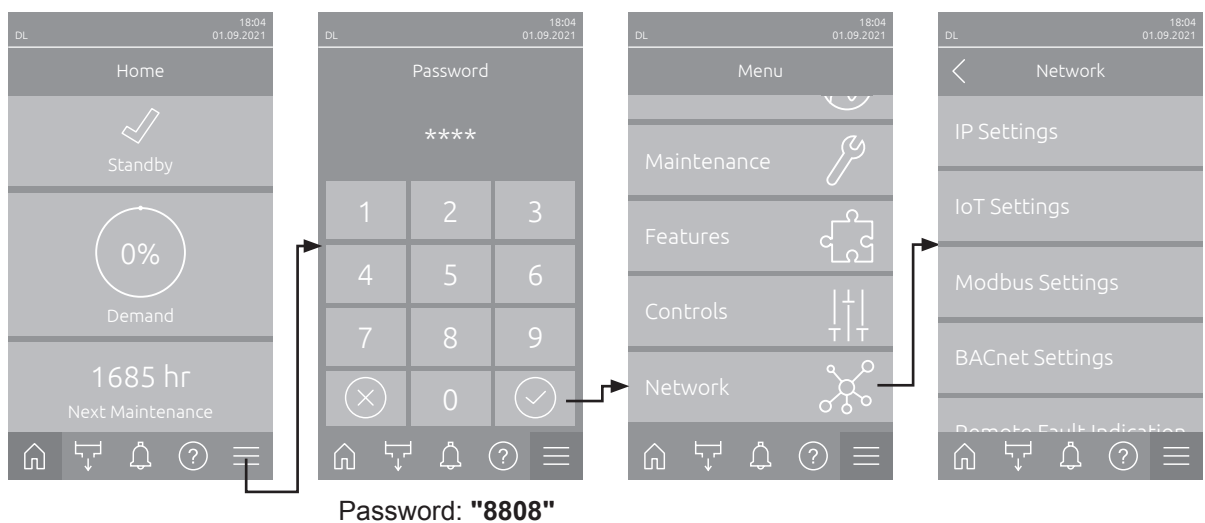 18:04
DL 01.09.2021
Home
Standby
0%
Demand
1685 hr
Next Maintenance
?
18:04
DL 01.09.2021
Password
****
1 2 3
4 5 6
7 8 9
0
?
Password: "8808"
18:04
DL 01.09.2021
Menu
Maintenance
Features
Controls
Network
?
18:04
DL 01.09.2021
Network
IP Settings
IoT Settings
Modbus Settings
BACnet Settings
Remote Fault Indication
?